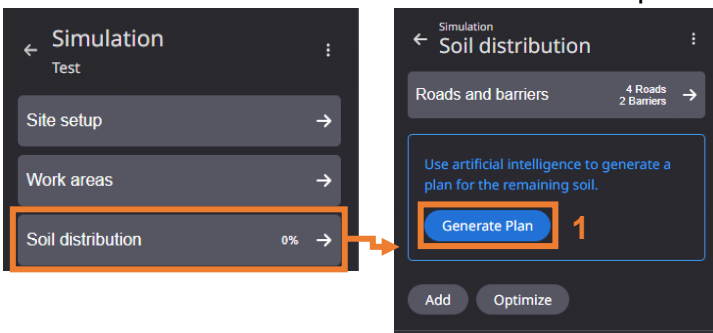 Simulation
Test
Site setup
Work areas
Soil distribution 0%
Simulation
Soil distribution
Roads and barriers 4 Roads
2 Barriers
Use artificial intelligence to generate a
plan for the remaining soil.
Generate Plan 1
Add Optimize